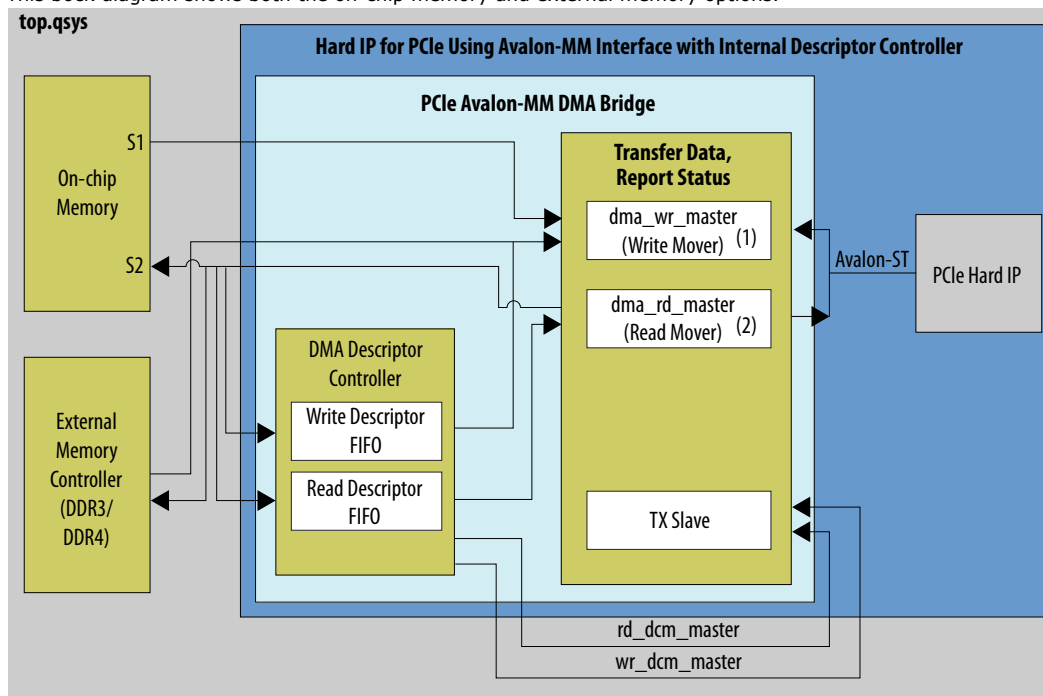 This bock diagram shows both the on-chip memory and external memory options.
top.qsys
Hard IP for PCIe Using Avalon-MM Interface with Internal Descriptor Controller
PCIe Avalon-MM DMA Bridge
S1
On-chip
Memory
S2
Transfer Data,
Report Status
dma_wr_master
(Write Mover) (1)
dma_rd_master
(Read Mover) (2)
Avalon-ST
PCIe Hard IP
DMA Descriptor
Controller
Write Descriptor
FIFO
Read Descriptor
FIFO
External
Memory
Controller
(DDR3/
DDR4)
TX Slave
rd_dcm_master
wr_dcm_master